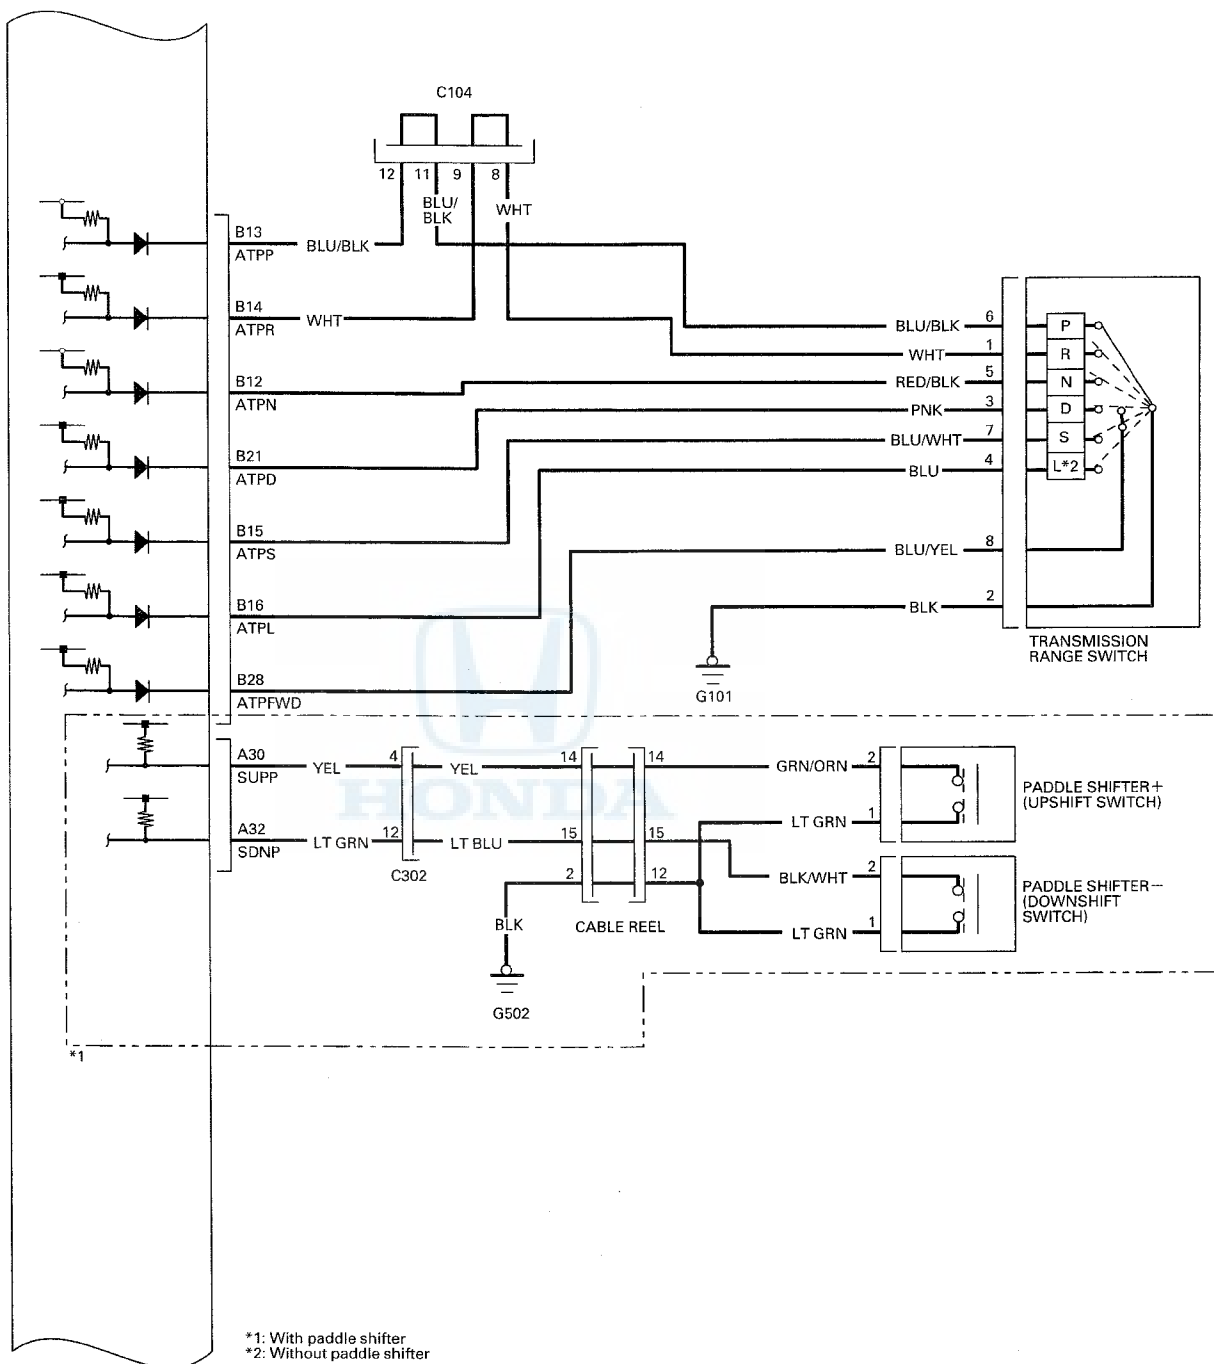 C104
12 11 9 8
BLU/
BLK
WHT
B13
ATPP
BLU/BLK
B14
ATPR
WHT
B12
ATPN
B21
ATPD
B15
ATPS
B16
ATPL
B28
ATPFWD
BLU/BLK 6 P
WHT 1 R
RED/BLK 5 N
PNK 3 D
BLU/WHT 7 S
BLU 4 L*2
BLU/YEL 8
BLK 2
TRANSMISSION
RANGE SWITCH
G101
A30
SUPP
YEL 4 YEL 14 14 GRN/ORN 2
PADDLE SHIFTER+
(UPSHIFT SWITCH)
LT GRN 1
HONDA
A32
SDNP
LT GRN 12 LT BLU 15 15
C302
BLK/WHT 2
PADDLE SHIFTER−
(DOWNSHIFT
SWITCH)
2 12
LT GRN 1
BLK
CABLE REEL
G502
*1
*1: With paddle shifter
*2: Without paddle shifter